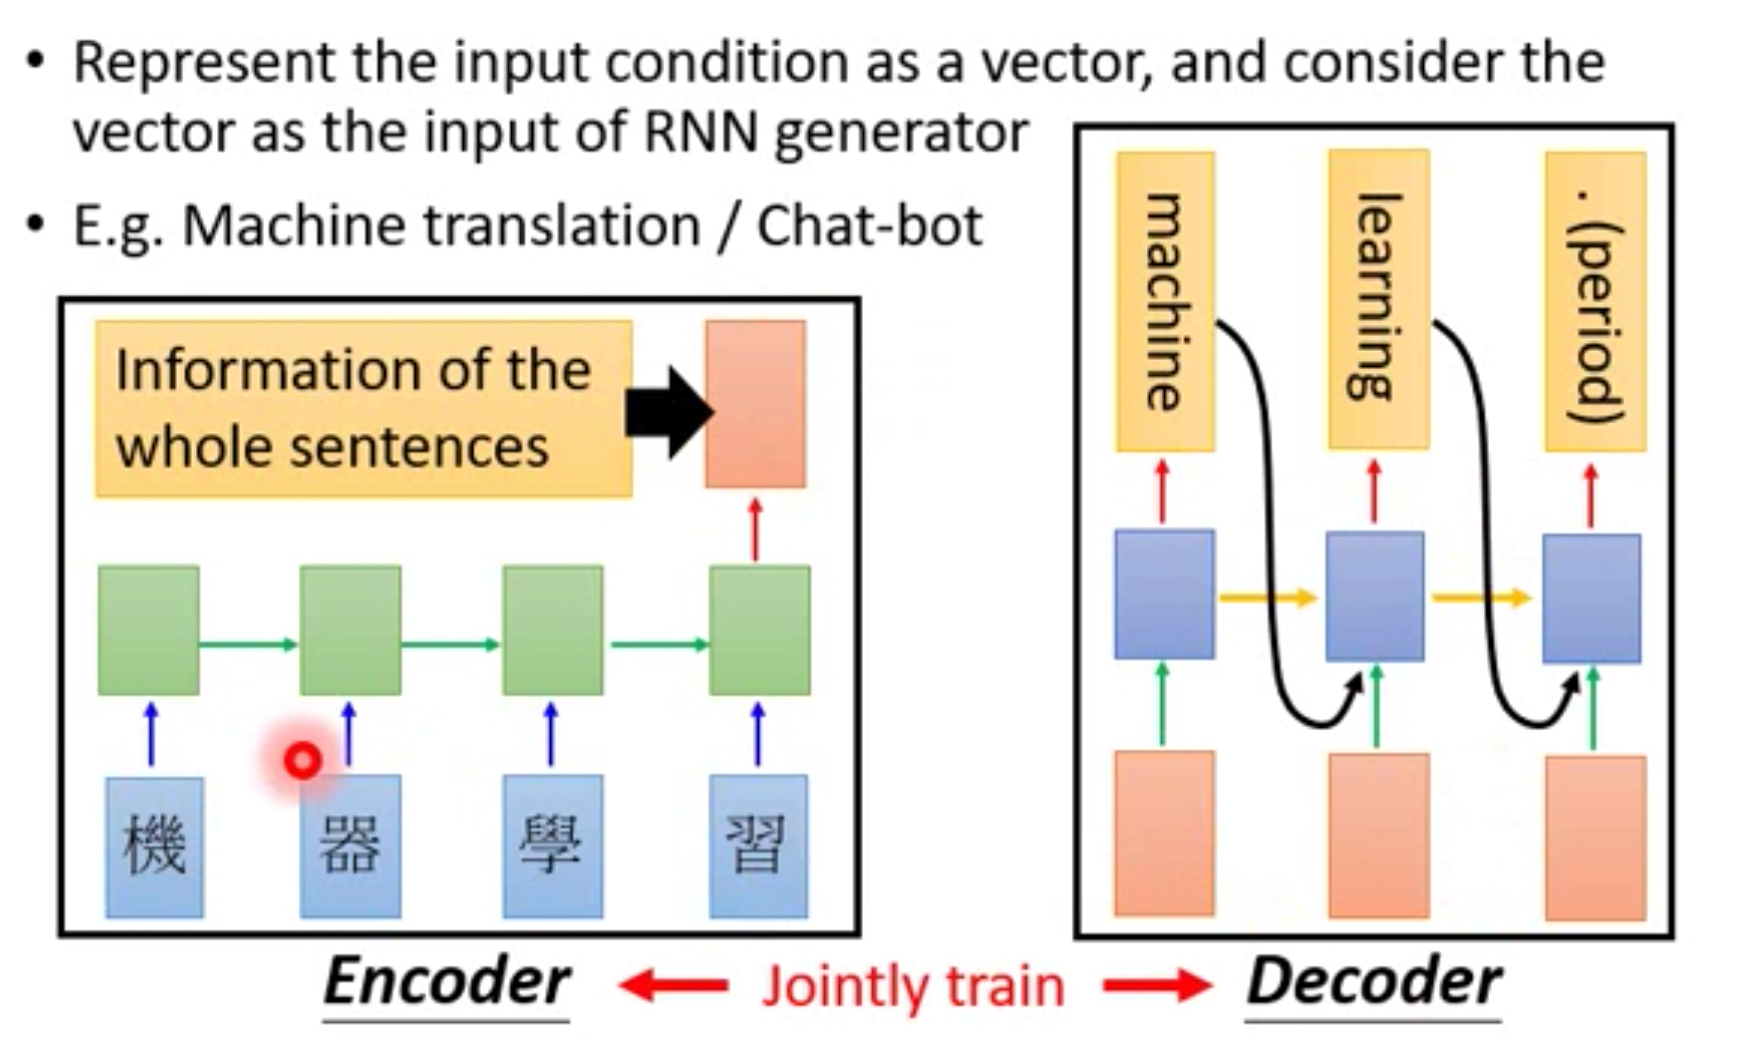 • Represent the input condition as a vector, and consider the
vector as the input of RNN generator
• E.g. Machine translation / Chat-bot
Information of the
whole sentences
機 器 學 習
Encoder
machine
learning
. (period)
Decoder
Jointly train